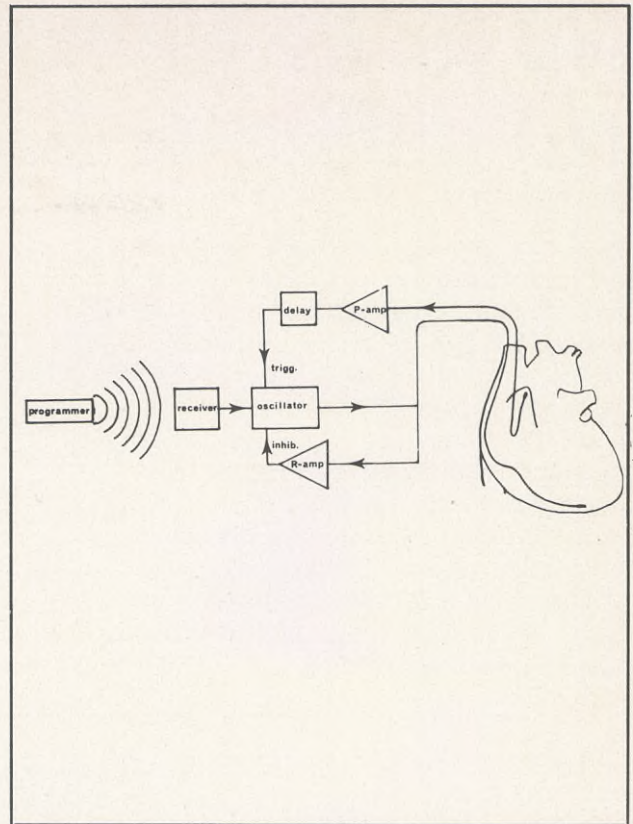 delay
P-amp
trigg.
programmer
receiver
oscillator
inhib.
R-amp